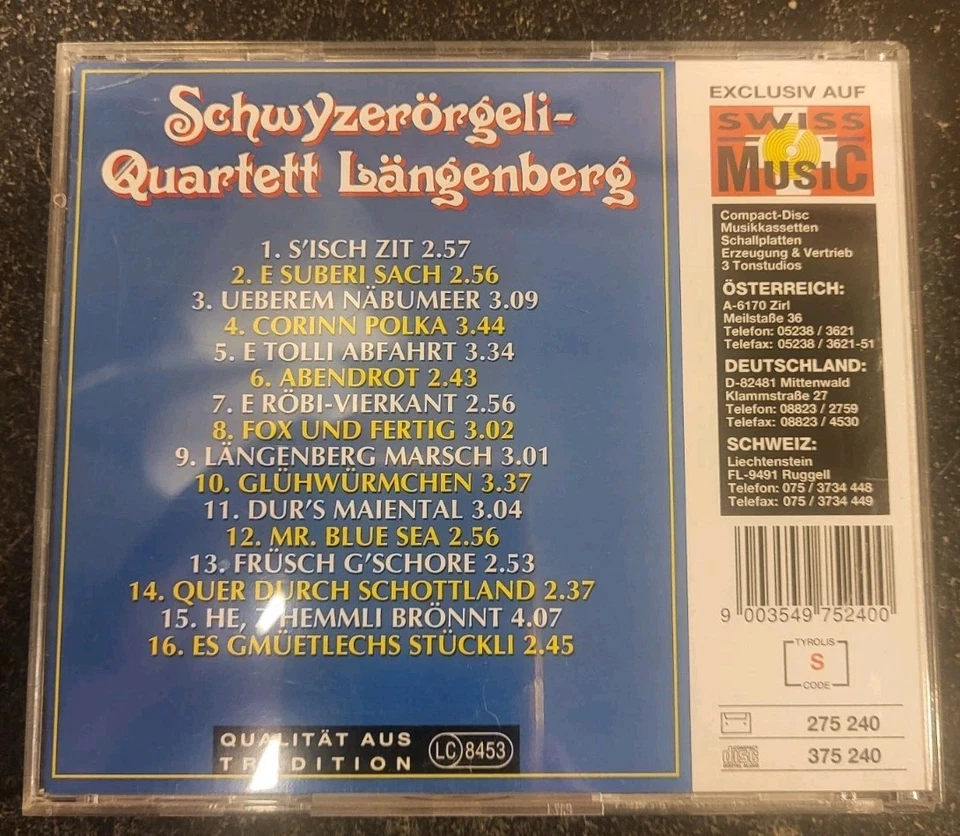 Schwyzerörgeli-
Quartett Längenberg
1. S'ISCH ZIT 2.57
2. E SUBERI SACH 2.56
3. UEBEREM NÄBUMEER 3.09
4. CORINN POLKA 3.44
5. E TOLLI ABFAHRT 3.34
6. ABENDROT 2.43
7. E RÖBI-VIERKANT 2.56
8. FOX UND FERTIG 3.02
9. LÄNGENBERG MARSCH 3.01
10. GLÜHWÜRMCHEN 3.37
11. DUR'S MAIENTAL 3.04
12. MR. BLUE SEA 2.56
13. FRÜSCH G'SCHORE 2.53
14. QUER DURCH SCHOTTLAND 2.37
15. HE, HEMMLI BRÖNNT 4.07
16. ES GMÜETLECHS STÜCKLI 2.45
QUALITÄT AUS
TRADITION
LC 8453
EXCLUSIV AUF
SWISS
MUSIC
Compact-Disc
Musikkassetten
Schallplatten
Erzeugung & Vertrieb
3 Tonstudios
ÖSTERREICH:
A-6170 Zirl
Meilstaße 36
Telefon: 05238 / 3621
Telefax: 05238 / 3621-51
DEUTSCHLAND:
D-82481 Mittenwald
Klammstraße 27
Telefon: 08823 / 2759
Telefax: 08823 / 4530
SCHWEIZ:
Liechtenstein
FL-9491 Ruggell
Telefon: 075 / 3734 448
Telefax: 075 / 3734 449
9 003549 752400
TYROLIS
S
CODE
275 240
disc
DIGITAL AUDIO
375 240